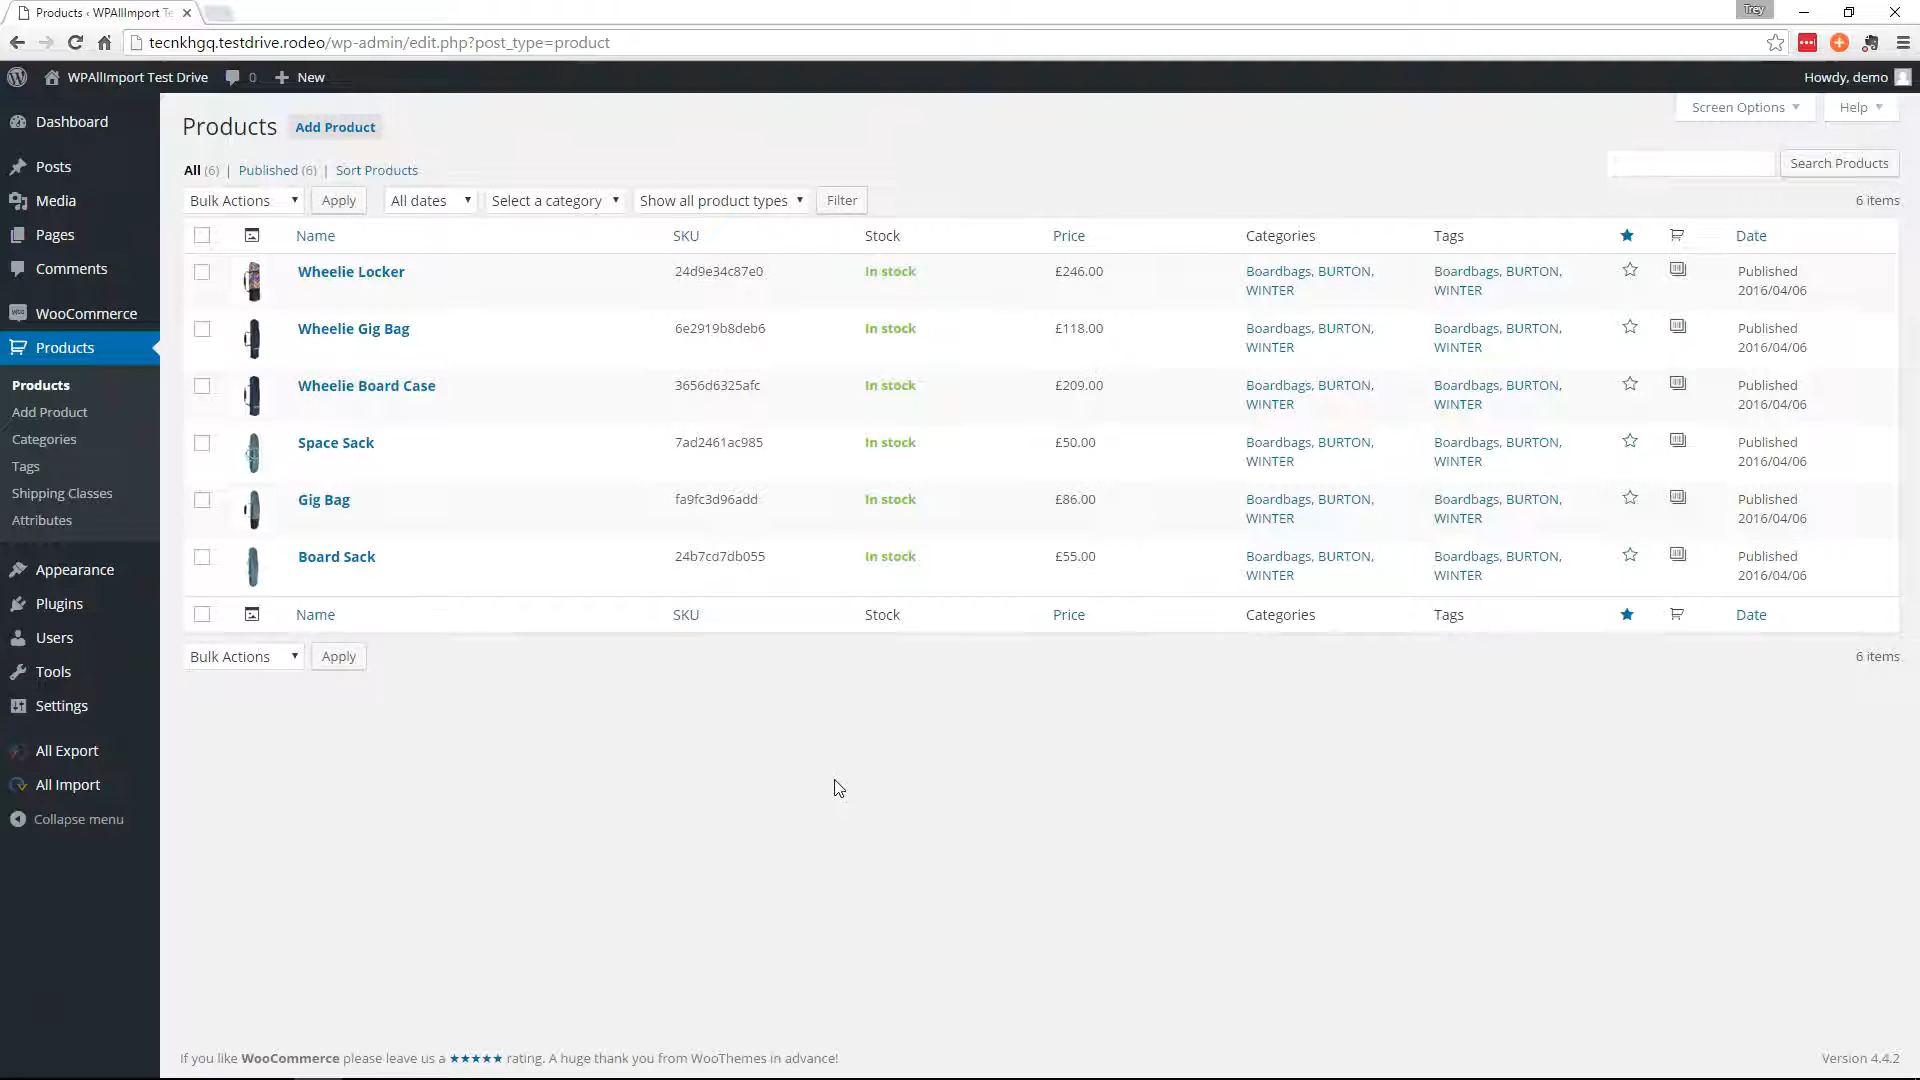 Products ‹ WPAllImport Te
Trey
tecnkhgq.testdrive.rodeo/wp-admin/edit.php?post_type=product
WPAllImport Test Drive
0
New
Howdy, demo
Dashboard
Posts
Media
Pages
Comments
WooCommerce
Products
Products
Add Product
Categories
Tags
Shipping Classes
Attributes
Appearance
Plugins
Users
Tools
Settings
All Export
All Import
Collapse menu
Screen Options
Help
Products Add Product
All (6) | Published (6) | Sort Products
Search Products
Bulk Actions Apply All dates Select a category Show all product types Filter 6 items
Name SKU Stock Price Categories Tags Date
Wheelie Locker 24d9e34c87e0 In stock £246.00 Boardbags, BURTON, Boardbags, BURTON, Published
WINTER WINTER 2016/04/06
Wheelie Gig Bag 6e2919b8deb6 In stock £118.00 Boardbags, BURTON, Boardbags, BURTON, Published
WINTER WINTER 2016/04/06
Wheelie Board Case 3656d6325afc In stock £209.00 Boardbags, BURTON, Boardbags, BURTON, Published
WINTER WINTER 2016/04/06
Space Sack 7ad2461ac985 In stock £50.00 Boardbags, BURTON, Boardbags, BURTON, Published
WINTER WINTER 2016/04/06
Gig Bag fa9fc3d96add In stock £86.00 Boardbags, BURTON, Boardbags, BURTON, Published
WINTER WINTER 2016/04/06
Board Sack 24b7cd7db055 In stock £55.00 Boardbags, BURTON, Boardbags, BURTON, Published
WINTER WINTER 2016/04/06
Name SKU Stock Price Categories Tags Date
Bulk Actions Apply 6 items
If you like WooCommerce please leave us a ★★★★★ rating. A huge thank you from WooThemes in advance!
Version 4.4.2